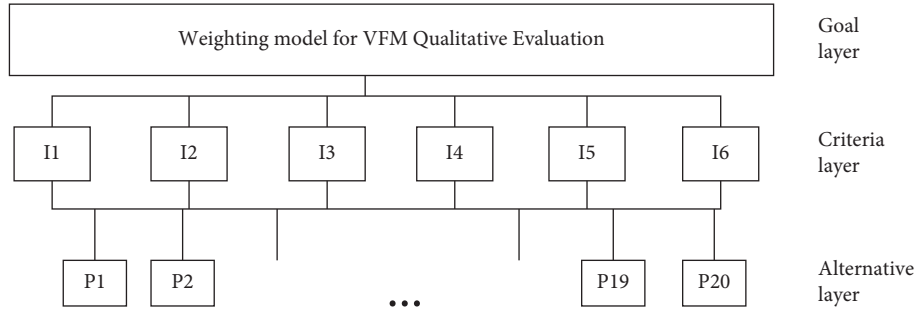 Weighting model for VFM Qualitative Evaluation
Goal
layer
I1 I2 I3 I4 I5 I6
Criteria
layer
P1 P2 ... P19 P20
Alternative
layer